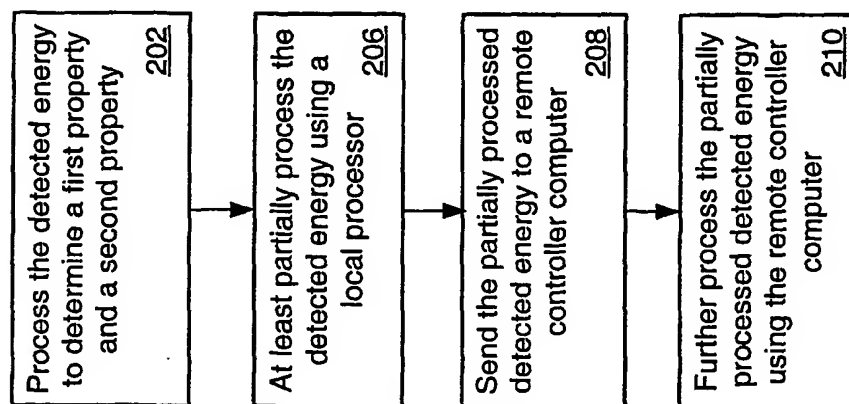 Process the detected energy
to determine a first property
and a second property
202
At least partially process the
detected energy using a
local processor
206
Send the partially processed
detected energy to a remote
controller computer
208
Further process the partially
processed detected energy
using the remote controller
computer
210